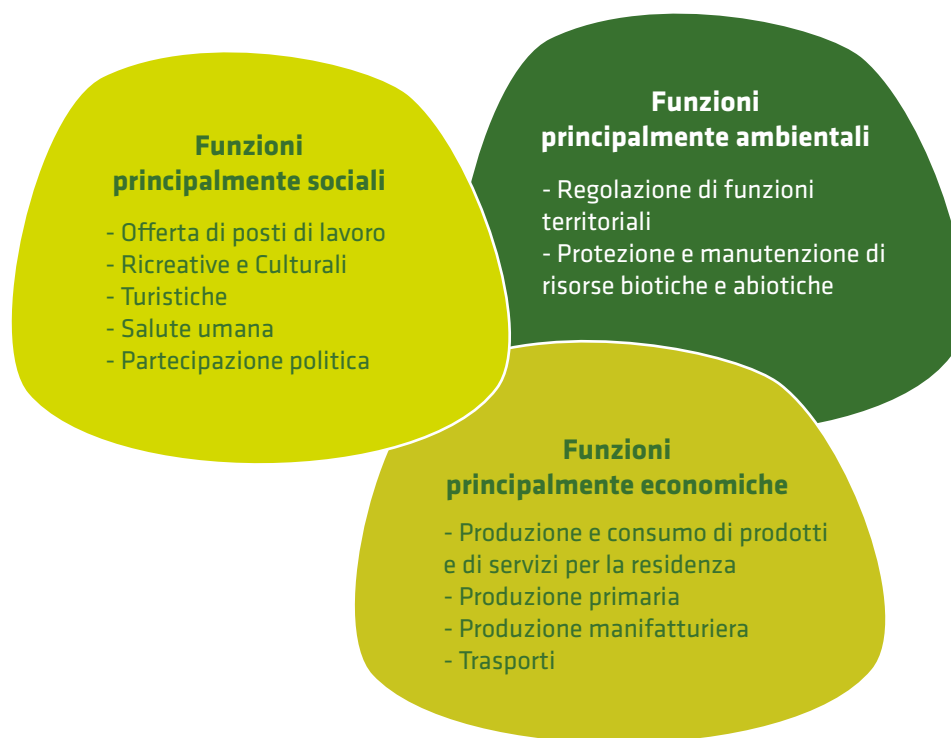 Funzioni
principalmente sociali
- Offerta di posti di lavoro
- Ricreative e Culturali
- Turistiche
- Salute umana
- Partecipazione politica
Funzioni
principalmente ambientali
- Regolazione di funzioni
territoriali
- Protezione e manutenzione di
risorse biotiche e abiotiche
Funzioni
principalmente economiche
- Produzione e consumo di prodotti
e di servizi per la residenza
- Produzione primaria
- Produzione manifatturiera
- Trasporti